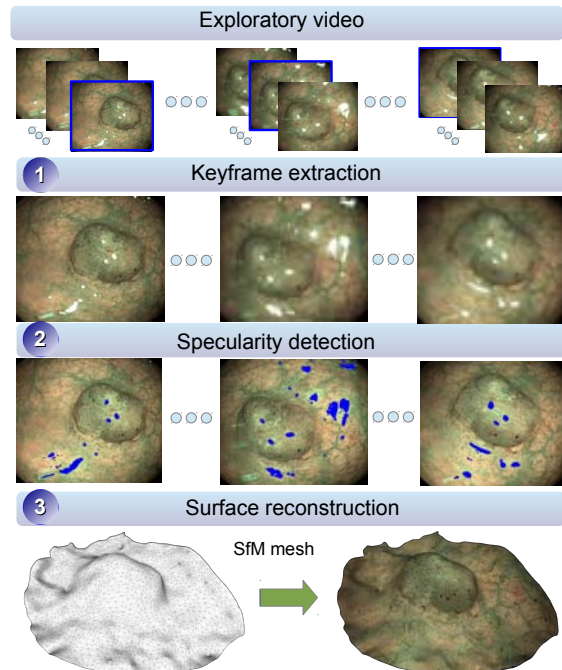 Exploratory video
1 Keyframe extraction
2 Specularity detection
3 Surface reconstruction
SfM mesh